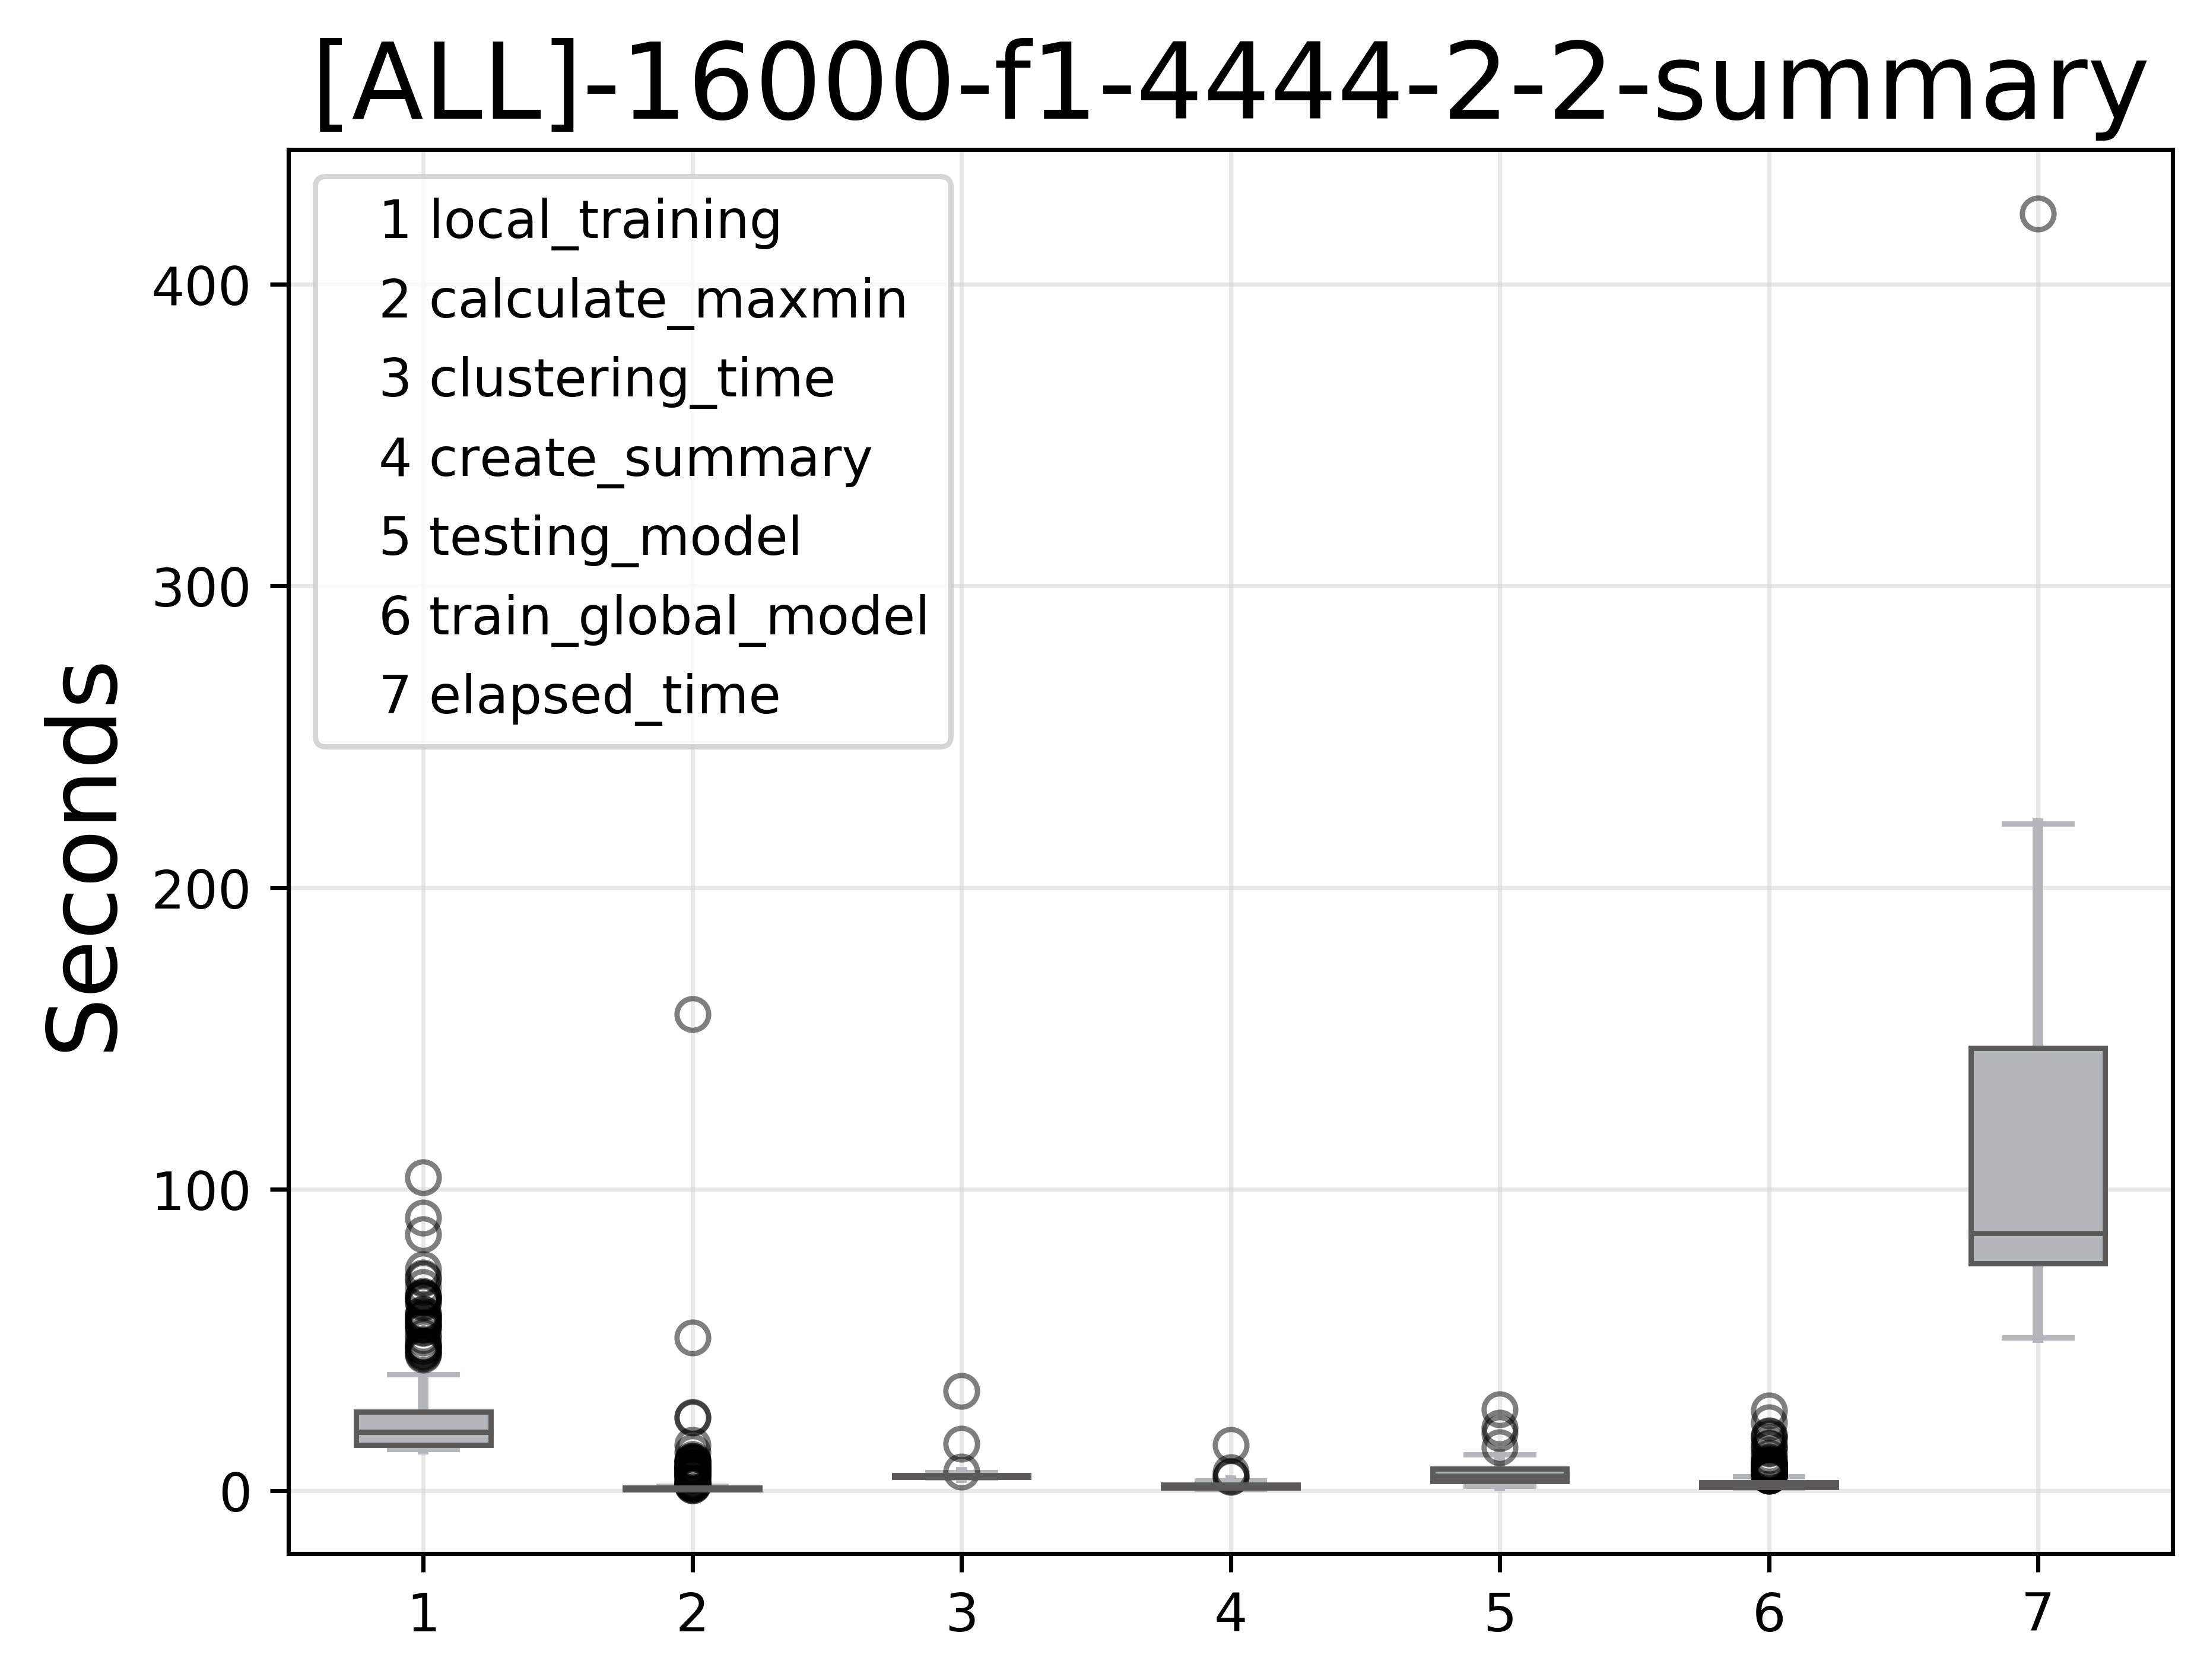 [ALL]-16000-f1-4444-2-2-summary
1 local_training
2 calculate_maxmin
3 clustering_time
4 create_summary
5 testing_model
6 train_global_model
7 elapsed_time
Seconds
400
300
200
100
0
1 2 3 4 5 6 7